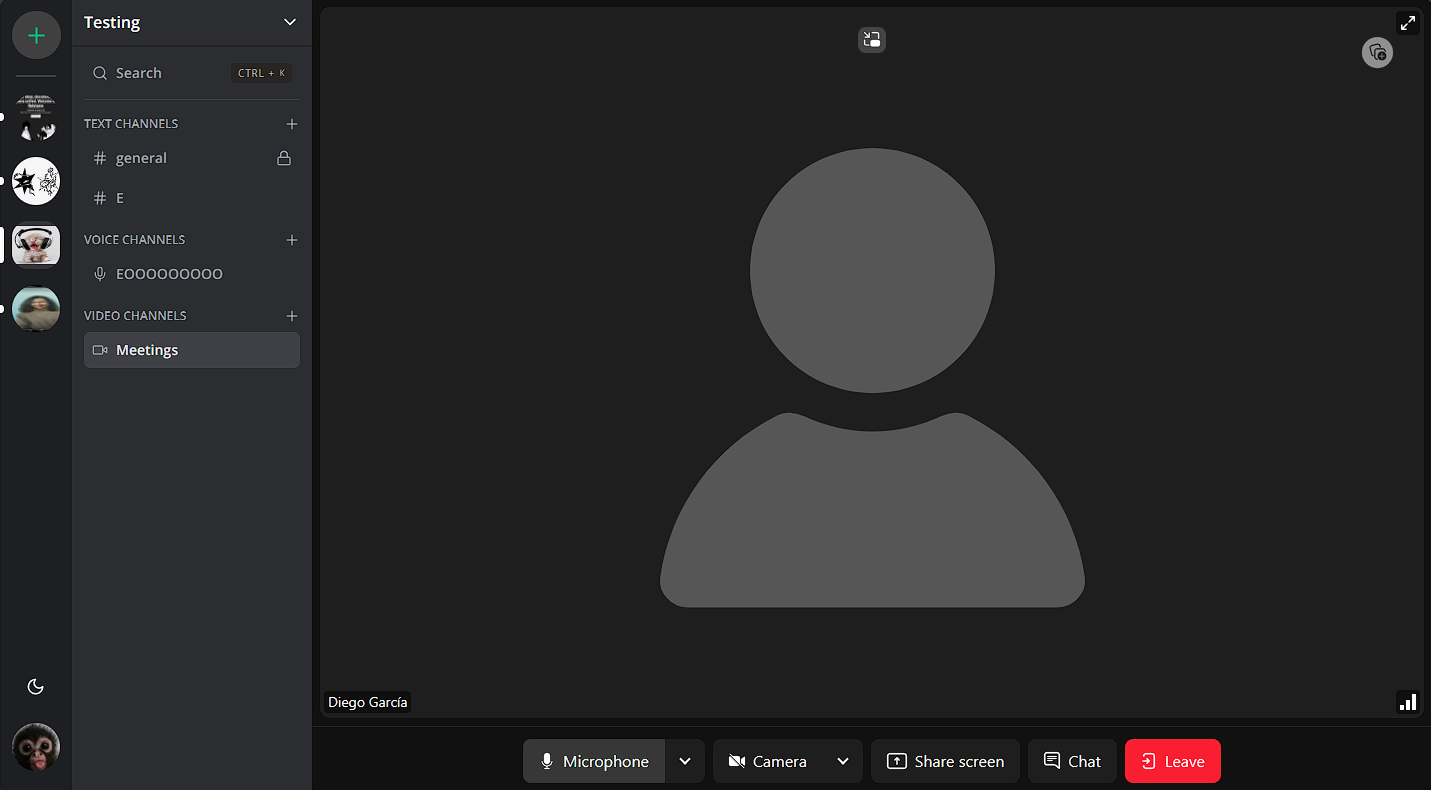 Testing
Search
CTRL + K
TEXT CHANNELS
general
E
VOICE CHANNELS
EOOOOOOOOO
VIDEO CHANNELS
Meetings
Diego García
Microphone
Camera
Share screen
Chat
Leave